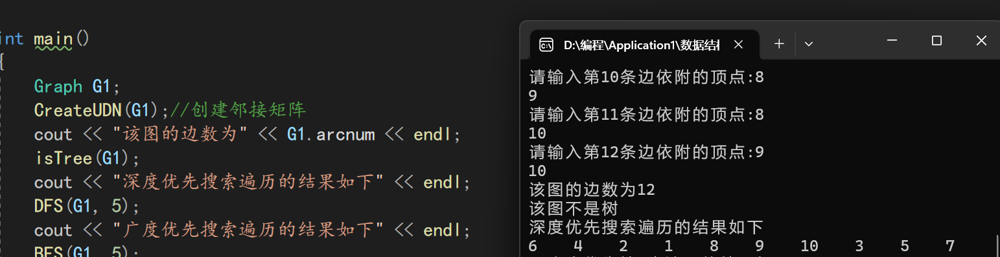 int main()
{
Graph G1;
CreateUDN(G1);//创建邻接矩阵
cout << "该图的边数为" << G1.arcnum << endl;
isTree(G1);
cout << "深度优先搜索遍历的结果如下" << endl;
DFS(G1, 5);
cout << "广度优先搜索遍历的结果如下" << endl;
BFS(G1, 5);
D:\编程\Application1\数据结
请输入第10条边依附的顶点:8
9
请输入第11条边依附的顶点:8
10
请输入第12条边依附的顶点:9
10
该图的边数为12
该图不是树
深度优先搜索遍历的结果如下
6 4 2 1 8 9 10 3 5 7